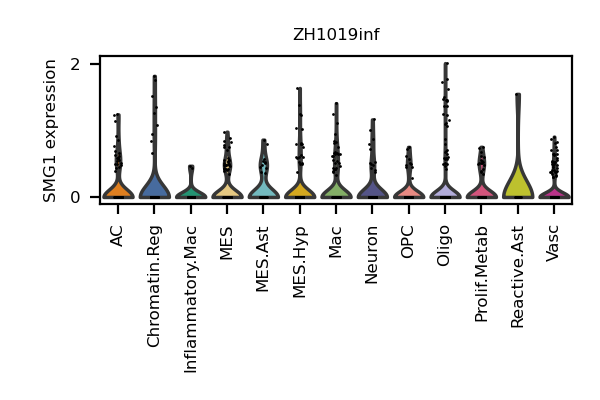 ZH1019inf
SMG1 expression
2
0
AC
Chromatin.Reg
Inflammatory.Mac
MES
MES.Ast
MES.Hyp
Mac
Neuron
OPC
Oligo
Prolif.Metab
Reactive.Ast
Vasc